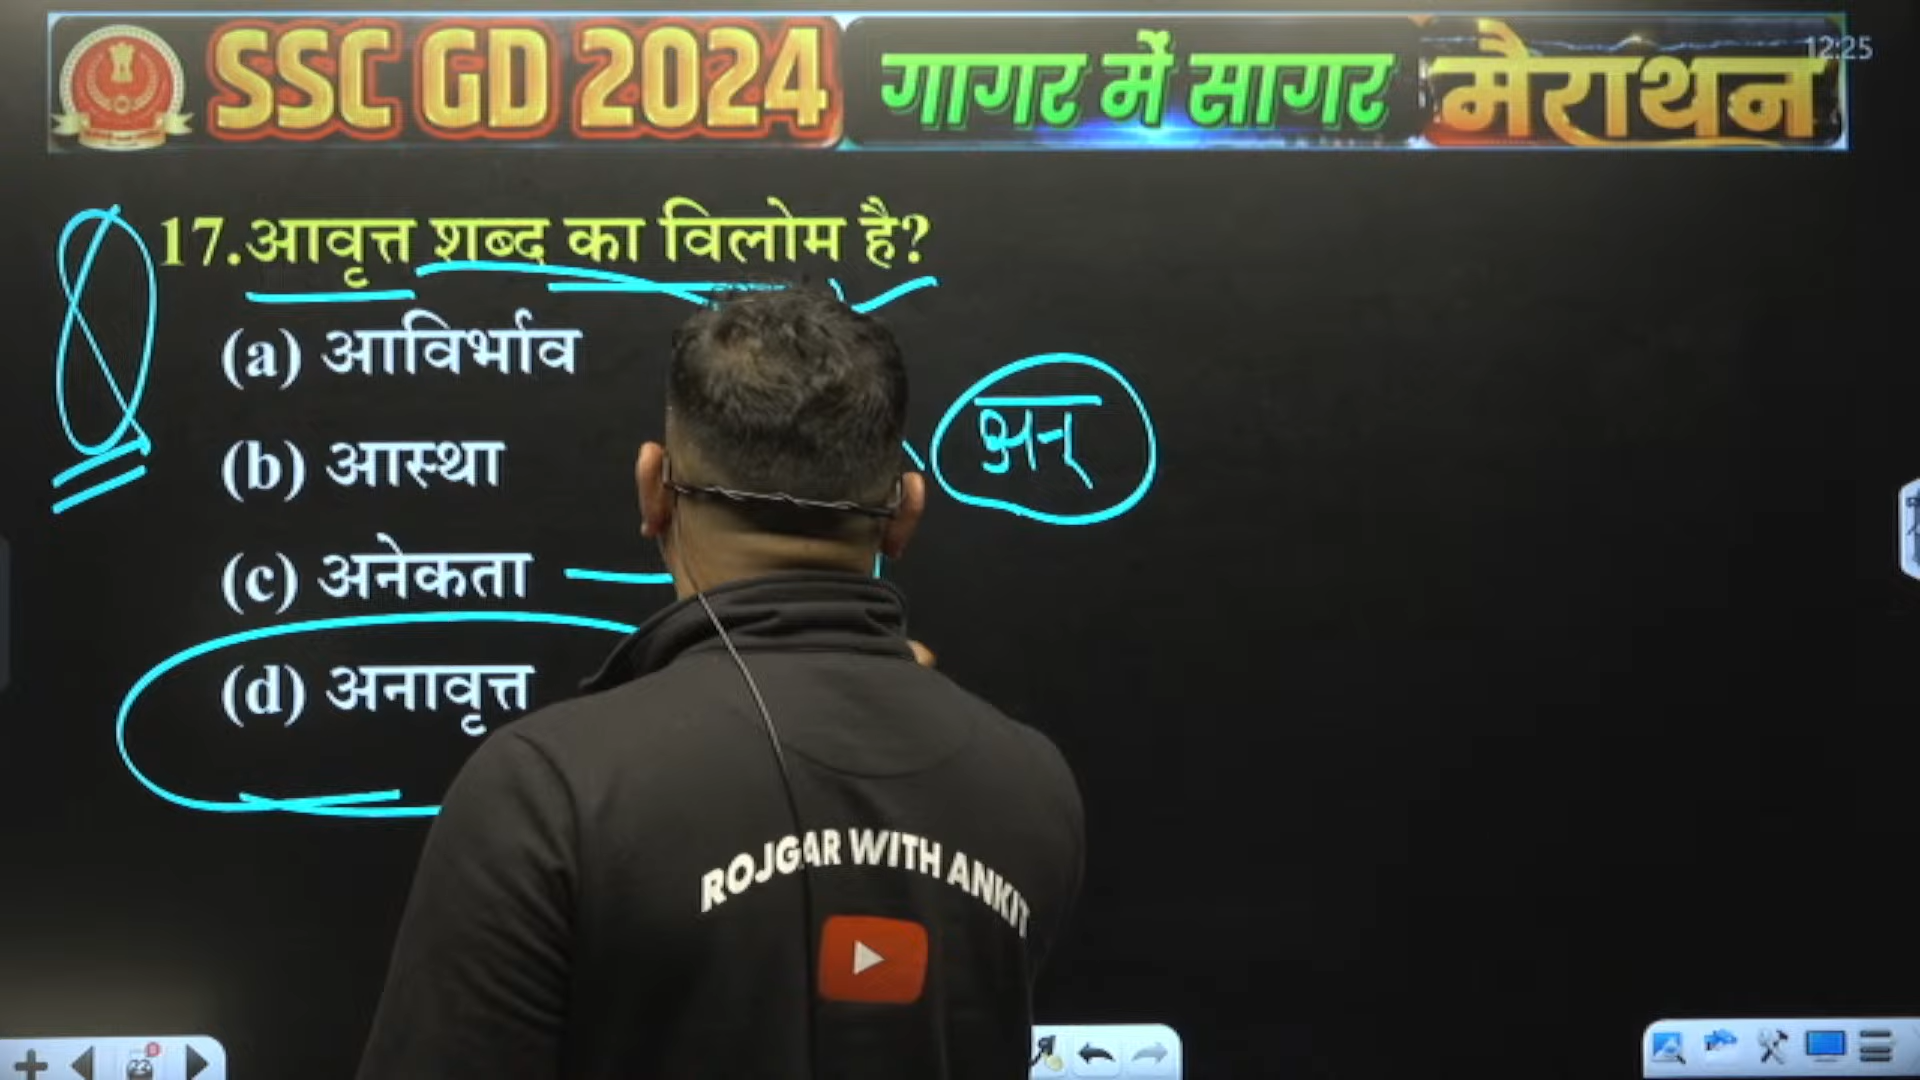 SSC GD 2024 गागर में सागर मैराथन
12:25
17.आवृत्त शब्द का विलोम है?
(a) आविर्भाव
(b) आस्था
अन्
(c) अनेकता
(d) अनावृत्त
ROJGAR WITH ANKIT